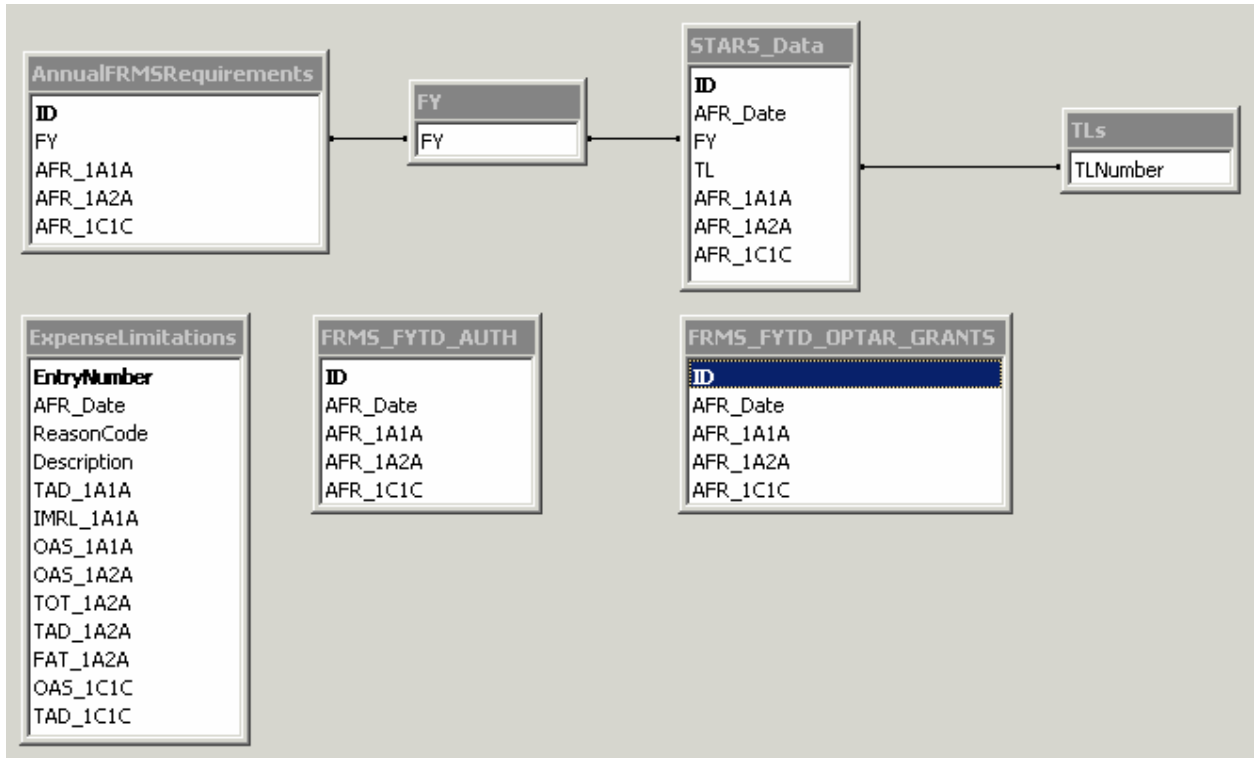 AnnualFRMSRequirements
ID
FY
AFR_1A1A
AFR_1A2A
AFR_1C1C
FY
FY
STARS_Data
ID
AFR_Date
FY
TL
AFR_1A1A
AFR_1A2A
AFR_1C1C
TLs
TLNumber
ExpenseLimitations
EntryNumber
AFR_Date
ReasonCode
Description
TAD_1A1A
IMRL_1A1A
OAS_1A1A
OAS_1A2A
TOT_1A2A
TAD_1A2A
FAT_1A2A
OAS_1C1C
TAD_1C1C
FRMS_FYTD_AUTH
ID
AFR_Date
AFR_1A1A
AFR_1A2A
AFR_1C1C
FRMS_FYTD_OPTAR_GRANTS
ID
AFR_Date
AFR_1A1A
AFR_1A2A
AFR_1C1C